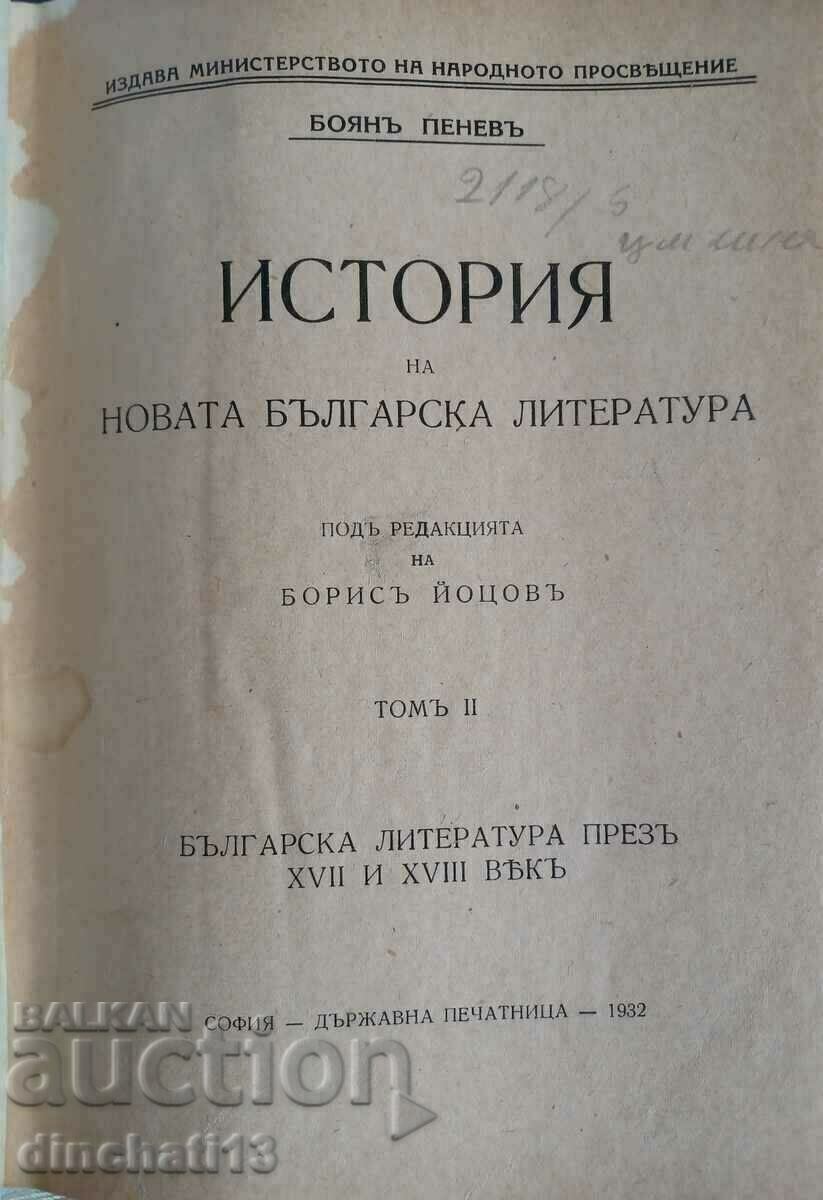 ИЗДАВА МИНИСТЕРСТВОТО НА НАРОДНОТО ПРОСВѢЩЕНИЕ
БОЯНЪ ПЕНЕВЪ
2118/5
ИСТОРИЯ
НА
НОВАТА БЪЛГАРСКА ЛИТЕРАТУРА
ПОДЪ РЕДАКЦИЯТА
НА
БОРИСЪ ЙОЦОВЪ
ТОМЪ II
БЪЛГАРСКА ЛИТЕРАТУРА ПРЕЗЪ
XVII И XVIII ВѢКЪ
СОФИЯ — ДЪРЖАВНА ПЕЧАТНИЦА — 1932
BALKAN
auction
dinchati13